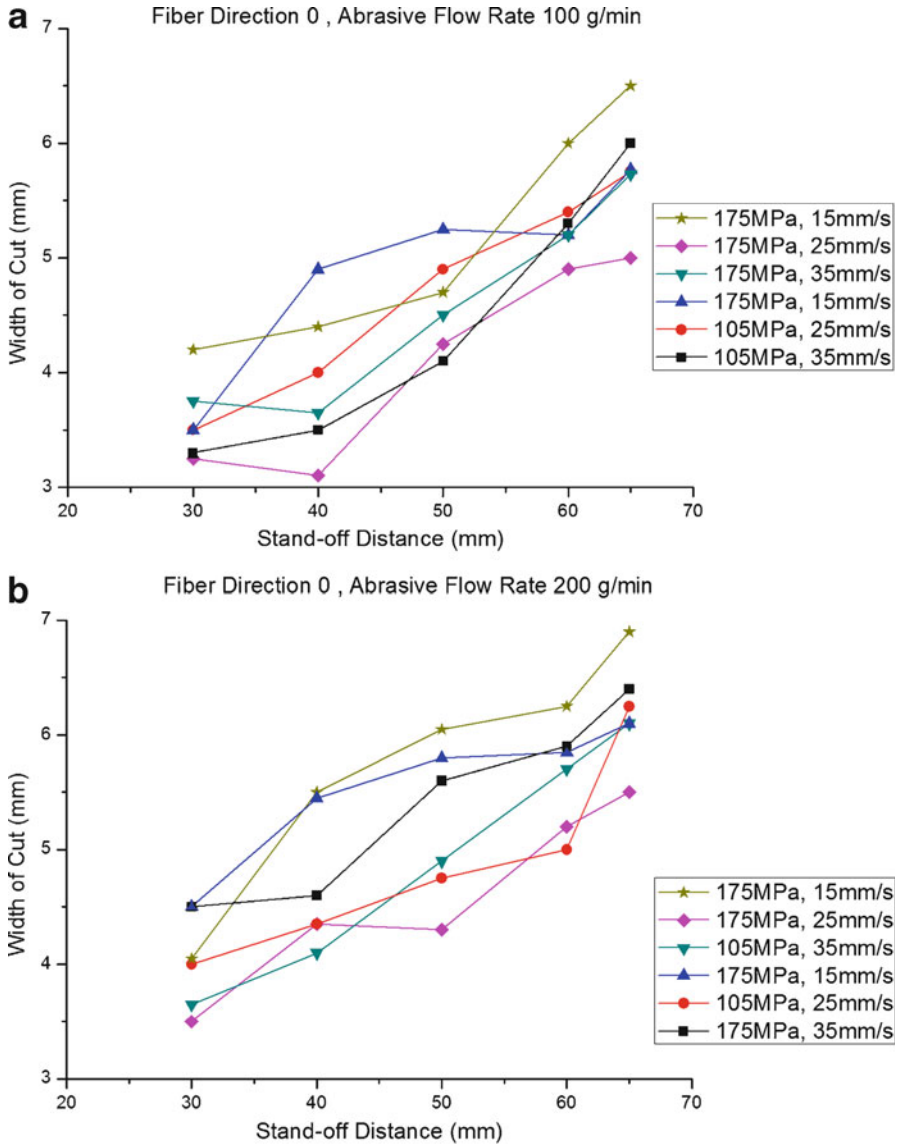 a
Fiber Direction 0 , Abrasive Flow Rate 100 g/min
7
6
5
4
3
Width of Cut (mm)
20 30 40 50 60 70
Stand-off Distance (mm)
175MPa, 15mm/s
175MPa, 25mm/s
175MPa, 35mm/s
175MPa, 15mm/s
105MPa, 25mm/s
105MPa, 35mm/s
b
Fiber Direction 0 , Abrasive Flow Rate 200 g/min
7
6
5
4
3
Width of Cut (mm)
20 30 40 50 60 70
Stand-off Distance (mm)
175MPa, 15mm/s
175MPa, 25mm/s
105MPa, 35mm/s
175MPa, 15mm/s
105MPa, 25mm/s
175MPa, 35mm/s